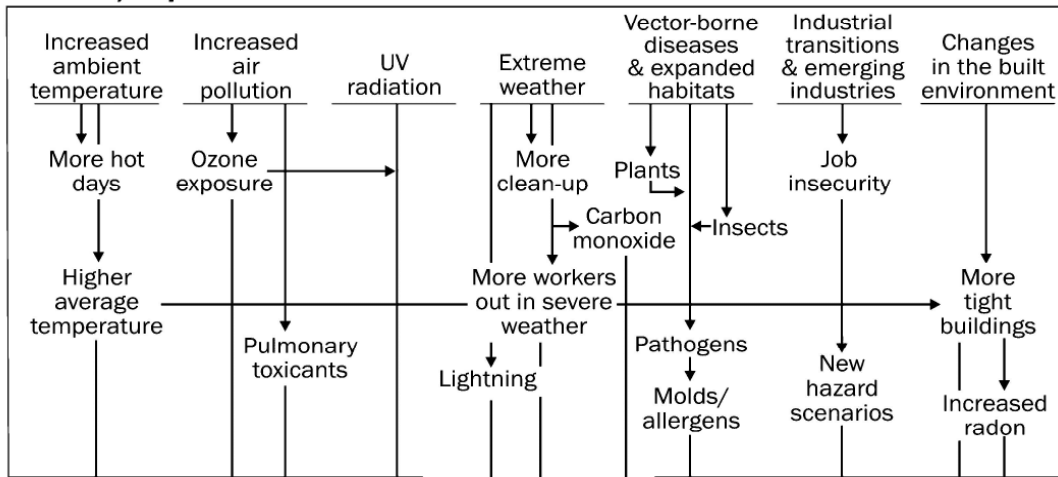 Increased
ambient
temperature
Increased
air
pollution
UV
radiation
Extreme
weather
Vector-borne
diseases
& expanded
habitats
Industrial
transitions
& emerging
industries
Changes
in the built
environment
More hot
days
Ozone
exposure
More
clean-up
Plants
Job
insecurity
Carbon
monoxide
Insects
Higher
average
temperature
More workers
out in severe
weather
More
tight
buildings
Pulmonary
toxicants
Lightning
Pathogens
Molds/
allergens
New
hazard
scenarios
Increased
radon